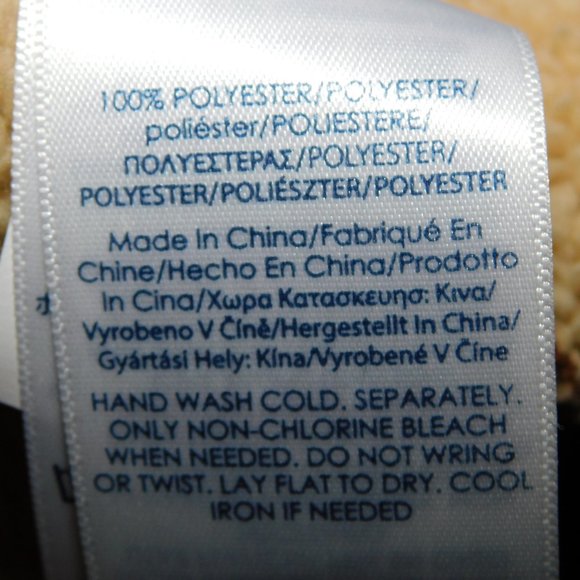 100% POLYESTER/POLYESTER/
poliéster/POLIESTERE/
ΠΟΛΥΕΣΤΕΡΑΣ/POLYESTER/
POLYESTER/POLIÉSZTER/POLYESTER
Made In China/Fabriqué En
Chine/Hecho En China/Prodotto
In Cina/Χωρα Κατασκευησ: Κινα/
Vyrobeno V Číně/Hergestellt In China/
Gyártási Hely: Kína/Vyrobené V Číne
HAND WASH COLD. SEPARATELY.
ONLY NON-CHLORINE BLEACH
WHEN NEEDED. DO NOT WRING
OR TWIST. LAY FLAT TO DRY. COOL
IRON IF NEEDED